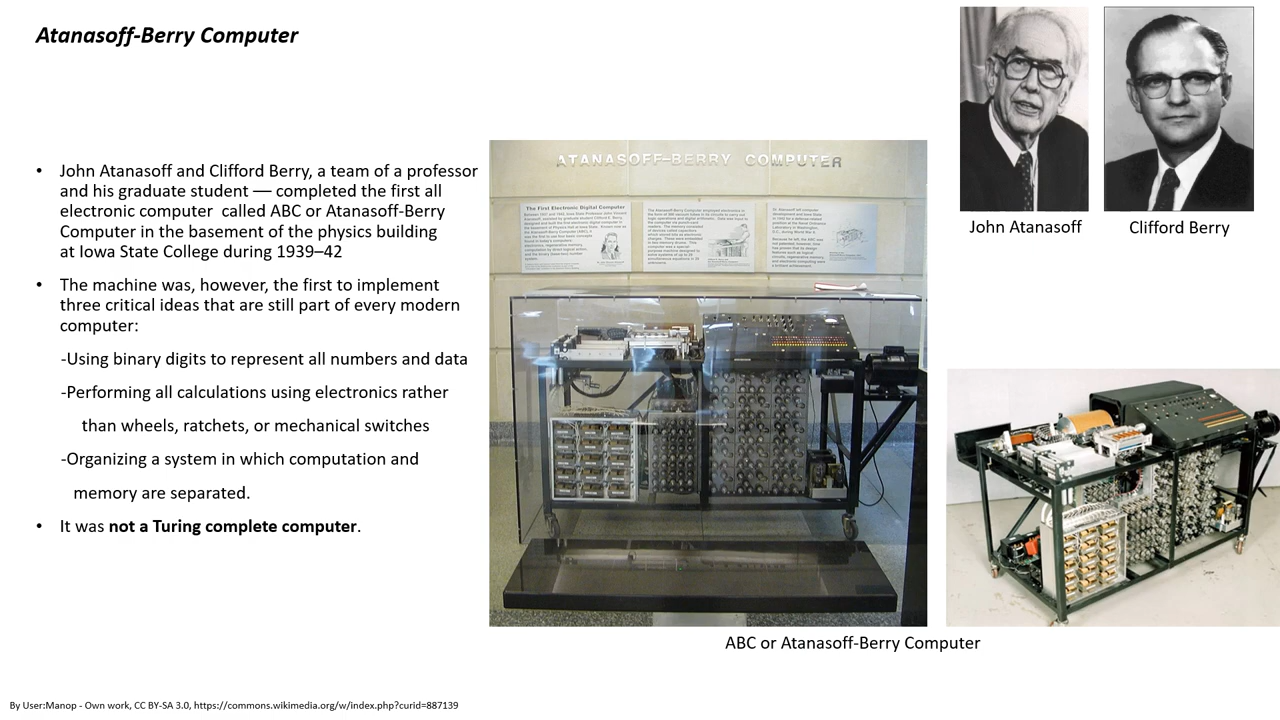 Atanasoff-Berry Computer
John Atanasoff
Clifford Berry
• John Atanasoff and Clifford Berry, a team of a professor
and his graduate student — completed the first all
electronic computer called ABC or Atanasoff-Berry
Computer in the basement of the physics building
at Iowa State College during 1939–42
• The machine was, however, the first to implement
three critical ideas that are still part of every modern
computer:
-Using binary digits to represent all numbers and data
-Performing all calculations using electronics rather
than wheels, ratchets, or mechanical switches
-Organizing a system in which computation and
memory are separated.
• It was not a Turing complete computer.
ATANASOFF-BERRY COMPUTER
The First Electronic Digital Computer
ABC or Atanasoff-Berry Computer
By User:Manop - Own work, CC BY-SA 3.0, https://commons.wikimedia.org/w/index.php?curid=887139